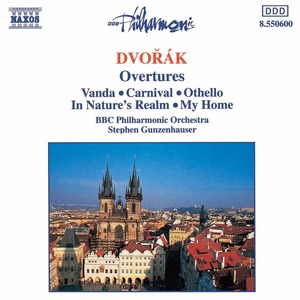 NAXOS
BBC Philharmonic
DDD
8.550600
DVOŘÁK
Overtures
Vanda • Carnival • Othello
In Nature's Realm • My Home
BBC Philharmonic Orchestra
Stephen Gunzenhauser